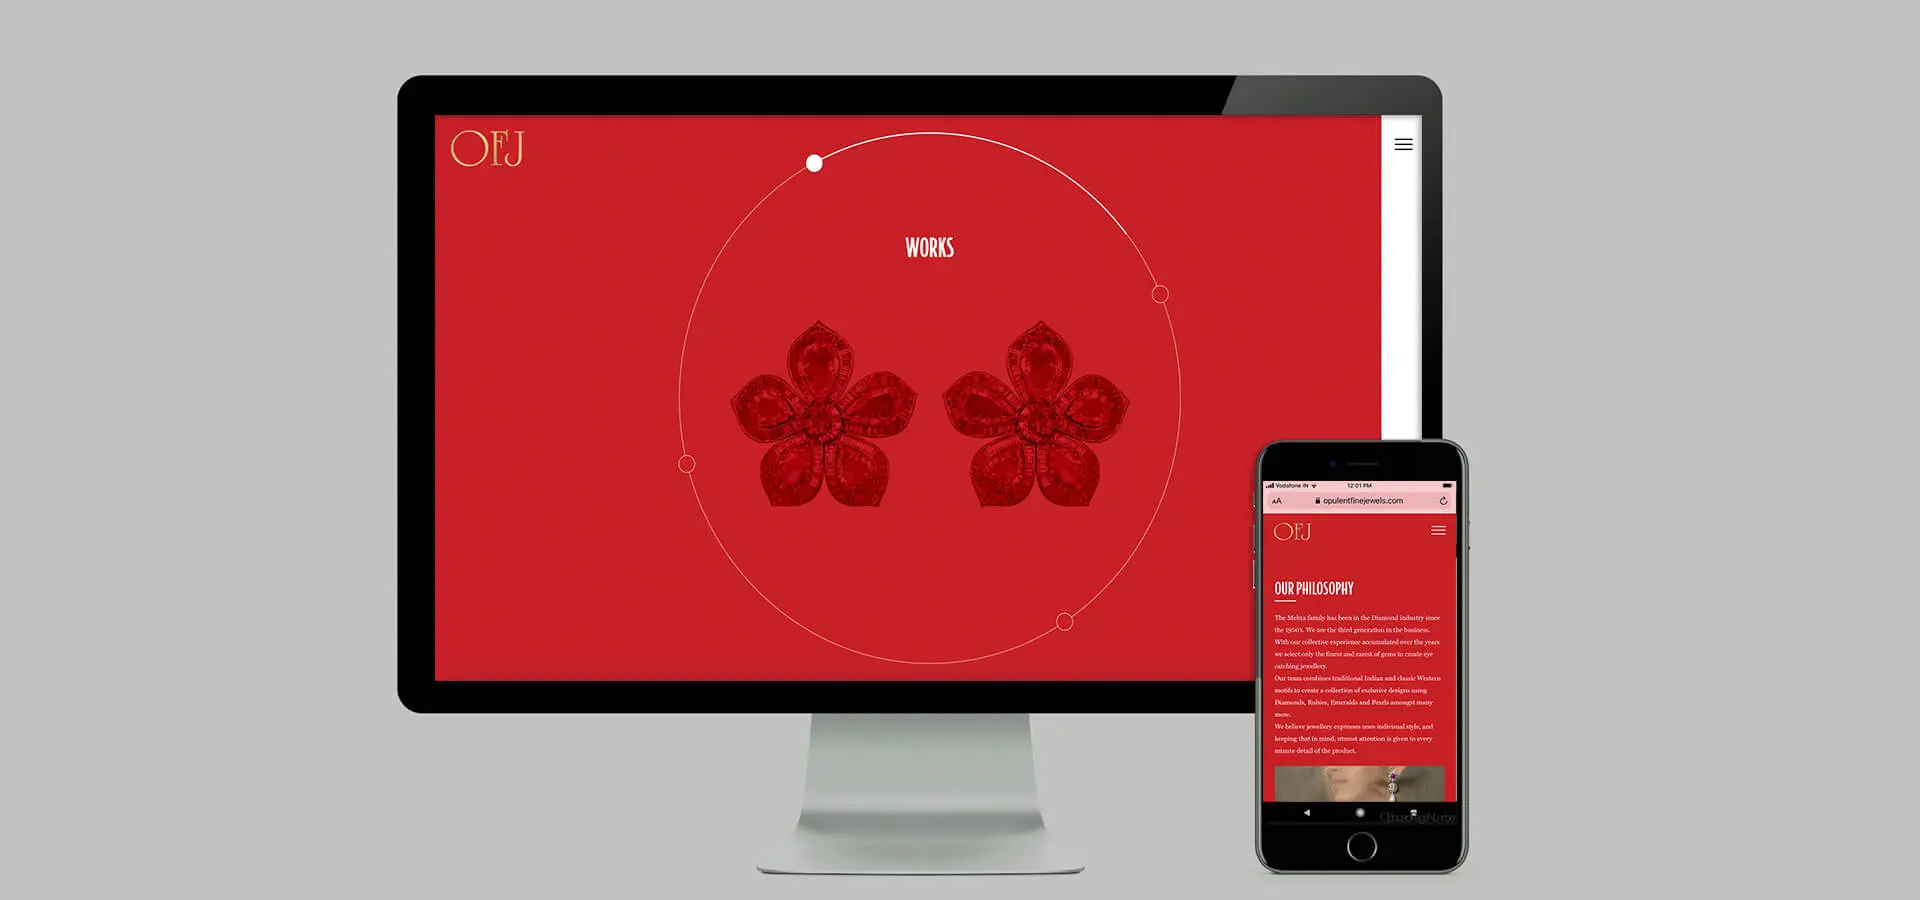 OFJ
WORKS
Vodafone IN 12:01 PM
AA opulentfinejewels.com
OFJ
OUR PHILOSOPHY
The Mehta family has been in the Diamond industry since
the 1950's. We are the third generation in the business.
With our collective experience accumulated over the years
we select only the finest and rarest of gems to create eye
catching jewellery.
Our team combines traditional Indian and classic Western
motifs to create a collection of exclusive designs using
Diamonds, Rubies, Emeralds and Pearls amongst many
more.
We believe jewellery expresses ones indivisual style, and
keeping that in mind, utmost attention is given to every
minute detail of the product.